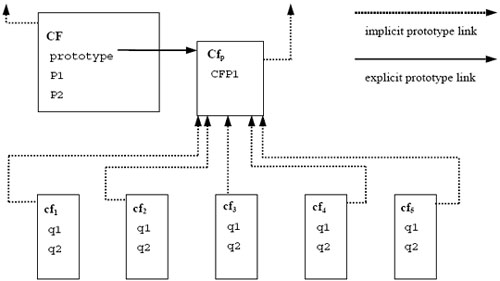 CF
prototype
P1
P2
Cfp
CFP1
implicit prototype link
explicit prototype link
cf1
q1
q2
cf2
q1
q2
cf3
q1
q2
cf4
q1
q2
cf5
q1
q2